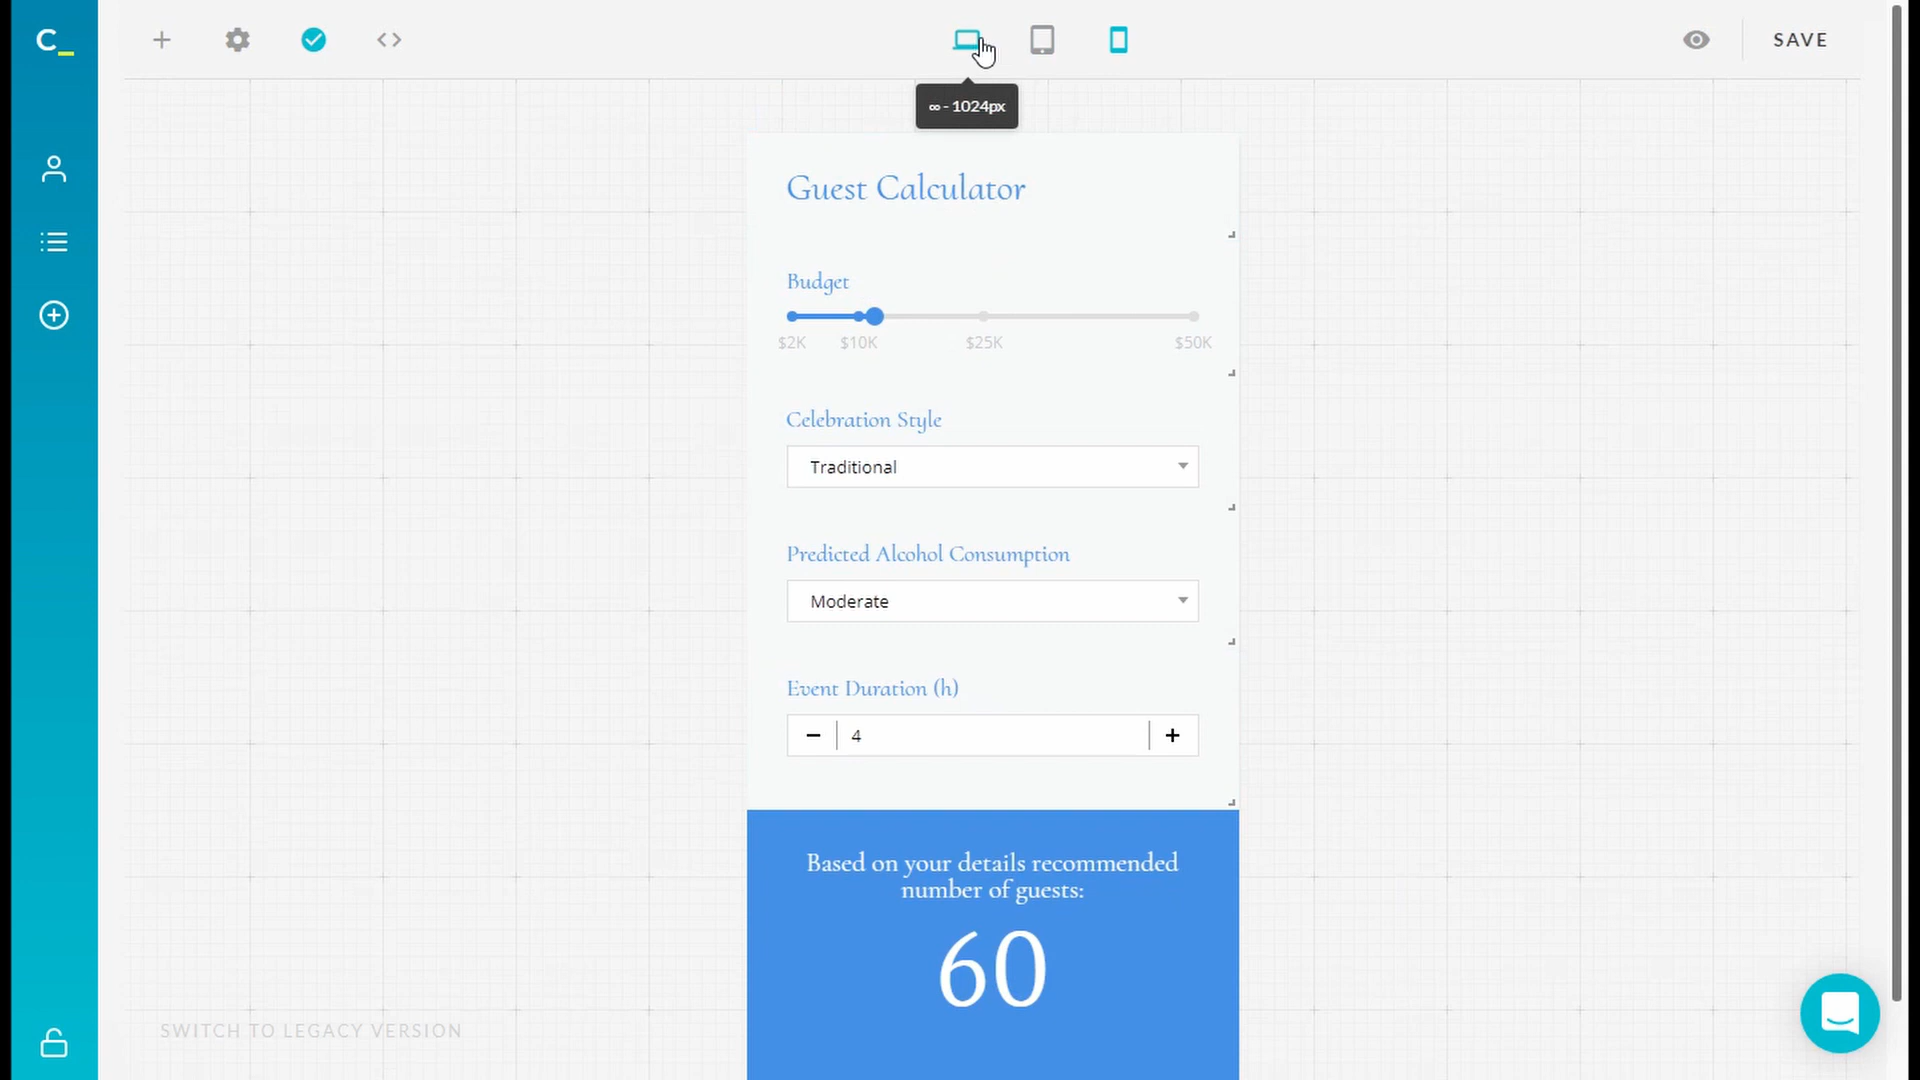 C_
SAVE
∞ - 1024px
Guest Calculator
Budget
$2K $10K $25K $50K
Celebration Style
Traditional
Predicted Alcohol Consumption
Moderate
Event Duration (h)
4
Based on your details recommended
number of guests:
60
SWITCH TO LEGACY VERSION